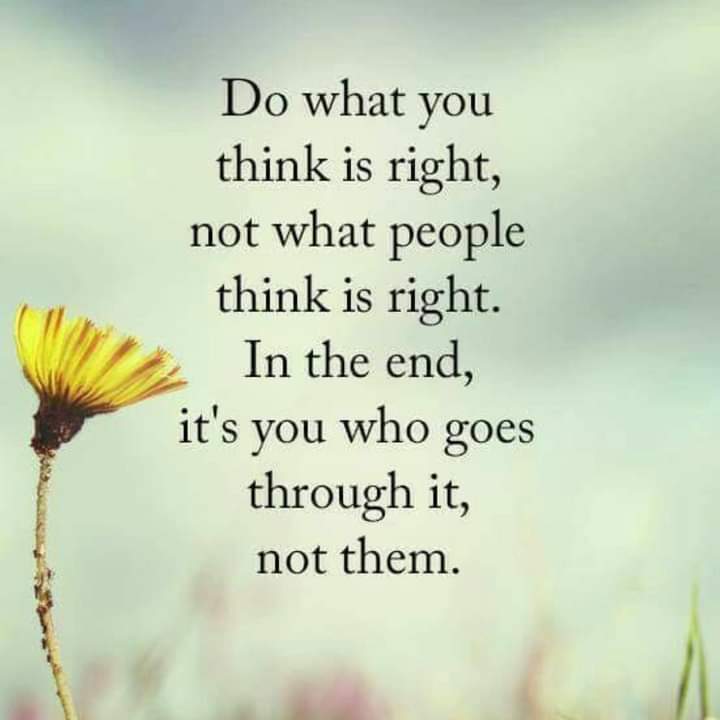 Do what you
think is right,
not what people
think is right.
In the end,
it's you who goes
through it,
not them.